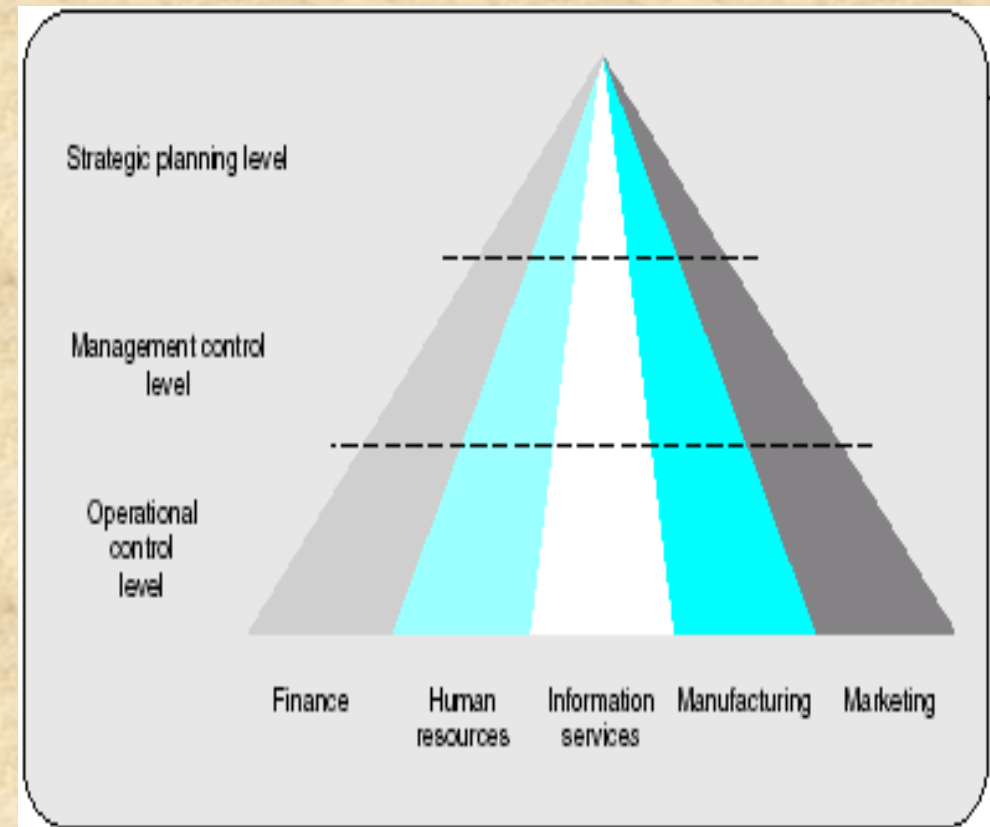 Strategic planning level
Management control
level
Operational
control
level
Finance
Human
resources
Information
services
Manufacturing
Marketing